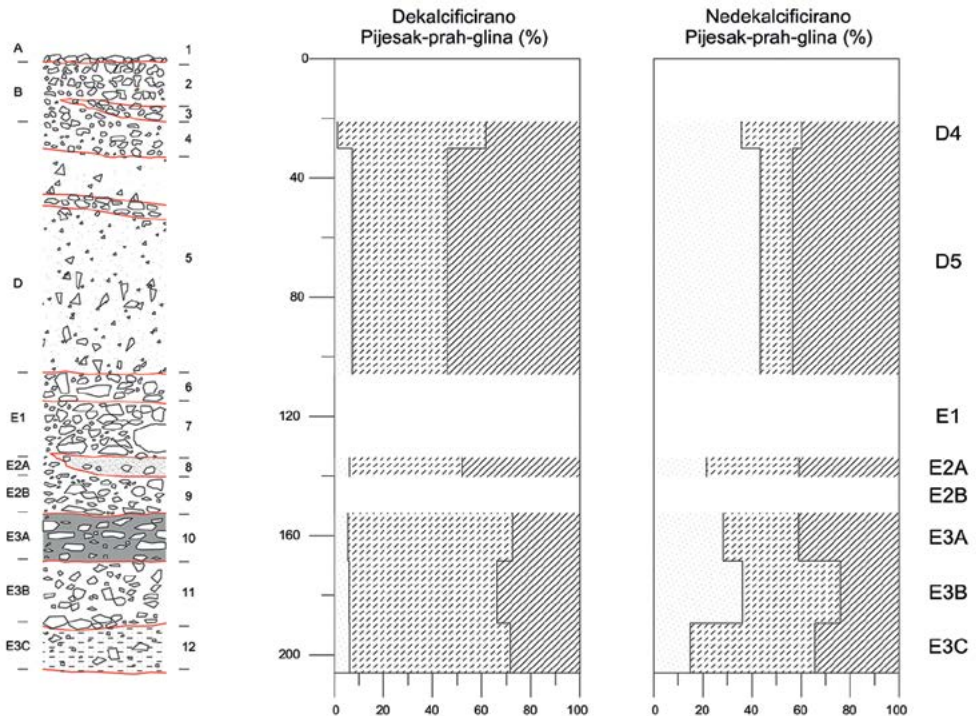 Dekalcificirano
Pijesak-prah-glina (%)
Nedekalcificirano
Pijesak-prah-glina (%)
A
B
D
E1
E2A
E2B
E3A
E3B
E3C
1
2
3
4
5
6
7
8
9
10
11
12
0
40
80
120
160
200
0 20 40 60 80 100
0 20 40 60 80 100
D4
D5
E1
E2A
E2B
E3A
E3B
E3C